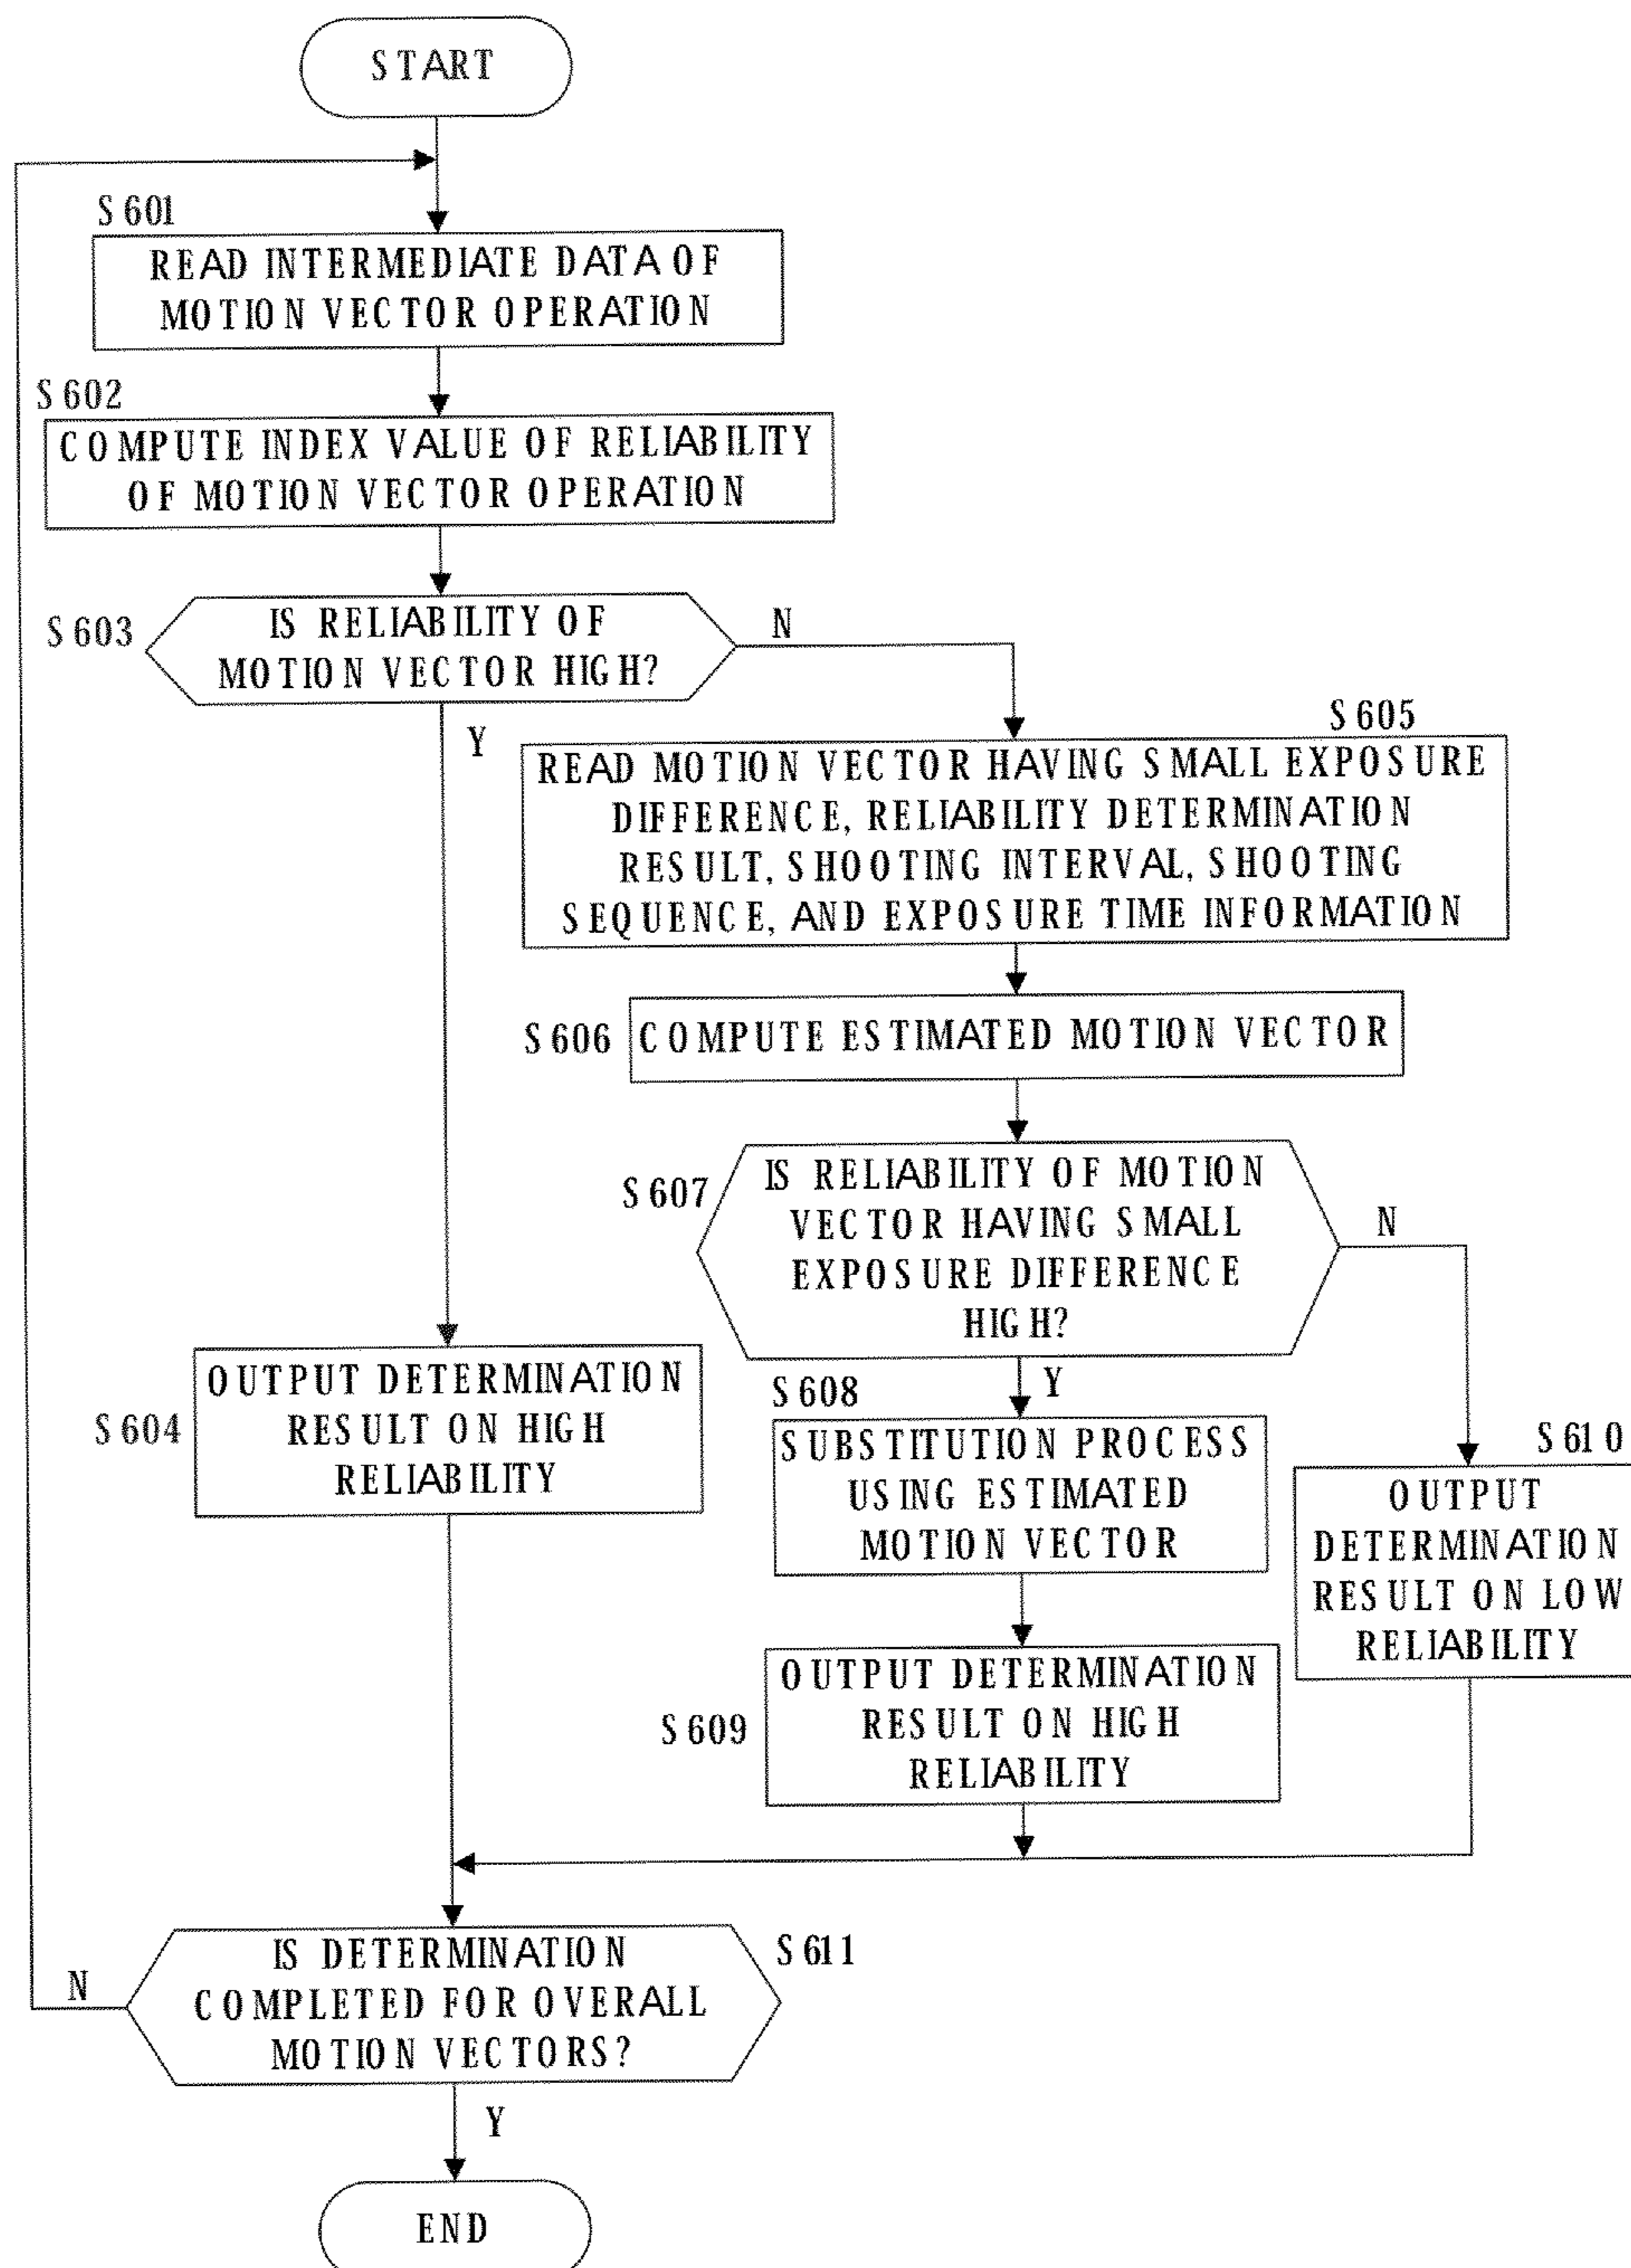 START
S601
READ INTERMEDIATE DATA OF
MOTION VECTOR OPERATION
S602
COMPUTE INDEX VALUE OF RELIABILITY
OF MOTION VECTOR OPERATION
S603
IS RELIABILITY OF
MOTION VECTOR HIGH?
N
Y
S605
READ MOTION VECTOR HAVING SMALL EXPOSURE
DIFFERENCE, RELIABILITY DETERMINATION
RESULT, SHOOTING INTERVAL, SHOOTING
SEQUENCE, AND EXPOSURE TIME INFORMATION
S606
COMPUTE ESTIMATED MOTION VECTOR
S607
IS RELIABILITY OF MOTION
VECTOR HAVING SMALL
EXPOSURE DIFFERENCE
HIGH?
N
Y
S604
OUTPUT DETERMINATION
RESULT ON HIGH
RELIABILITY
S608
SUBSTITUTION PROCESS
USING ESTIMATED
MOTION VECTOR
S610
OUTPUT
DETERMINATION
RESULT ON LOW
RELIABILITY
S609
OUTPUT DETERMINATION
RESULT ON HIGH
RELIABILITY
S611
IS DETERMINATION
COMPLETED FOR OVERALL
MOTION VECTORS?
N
Y
END